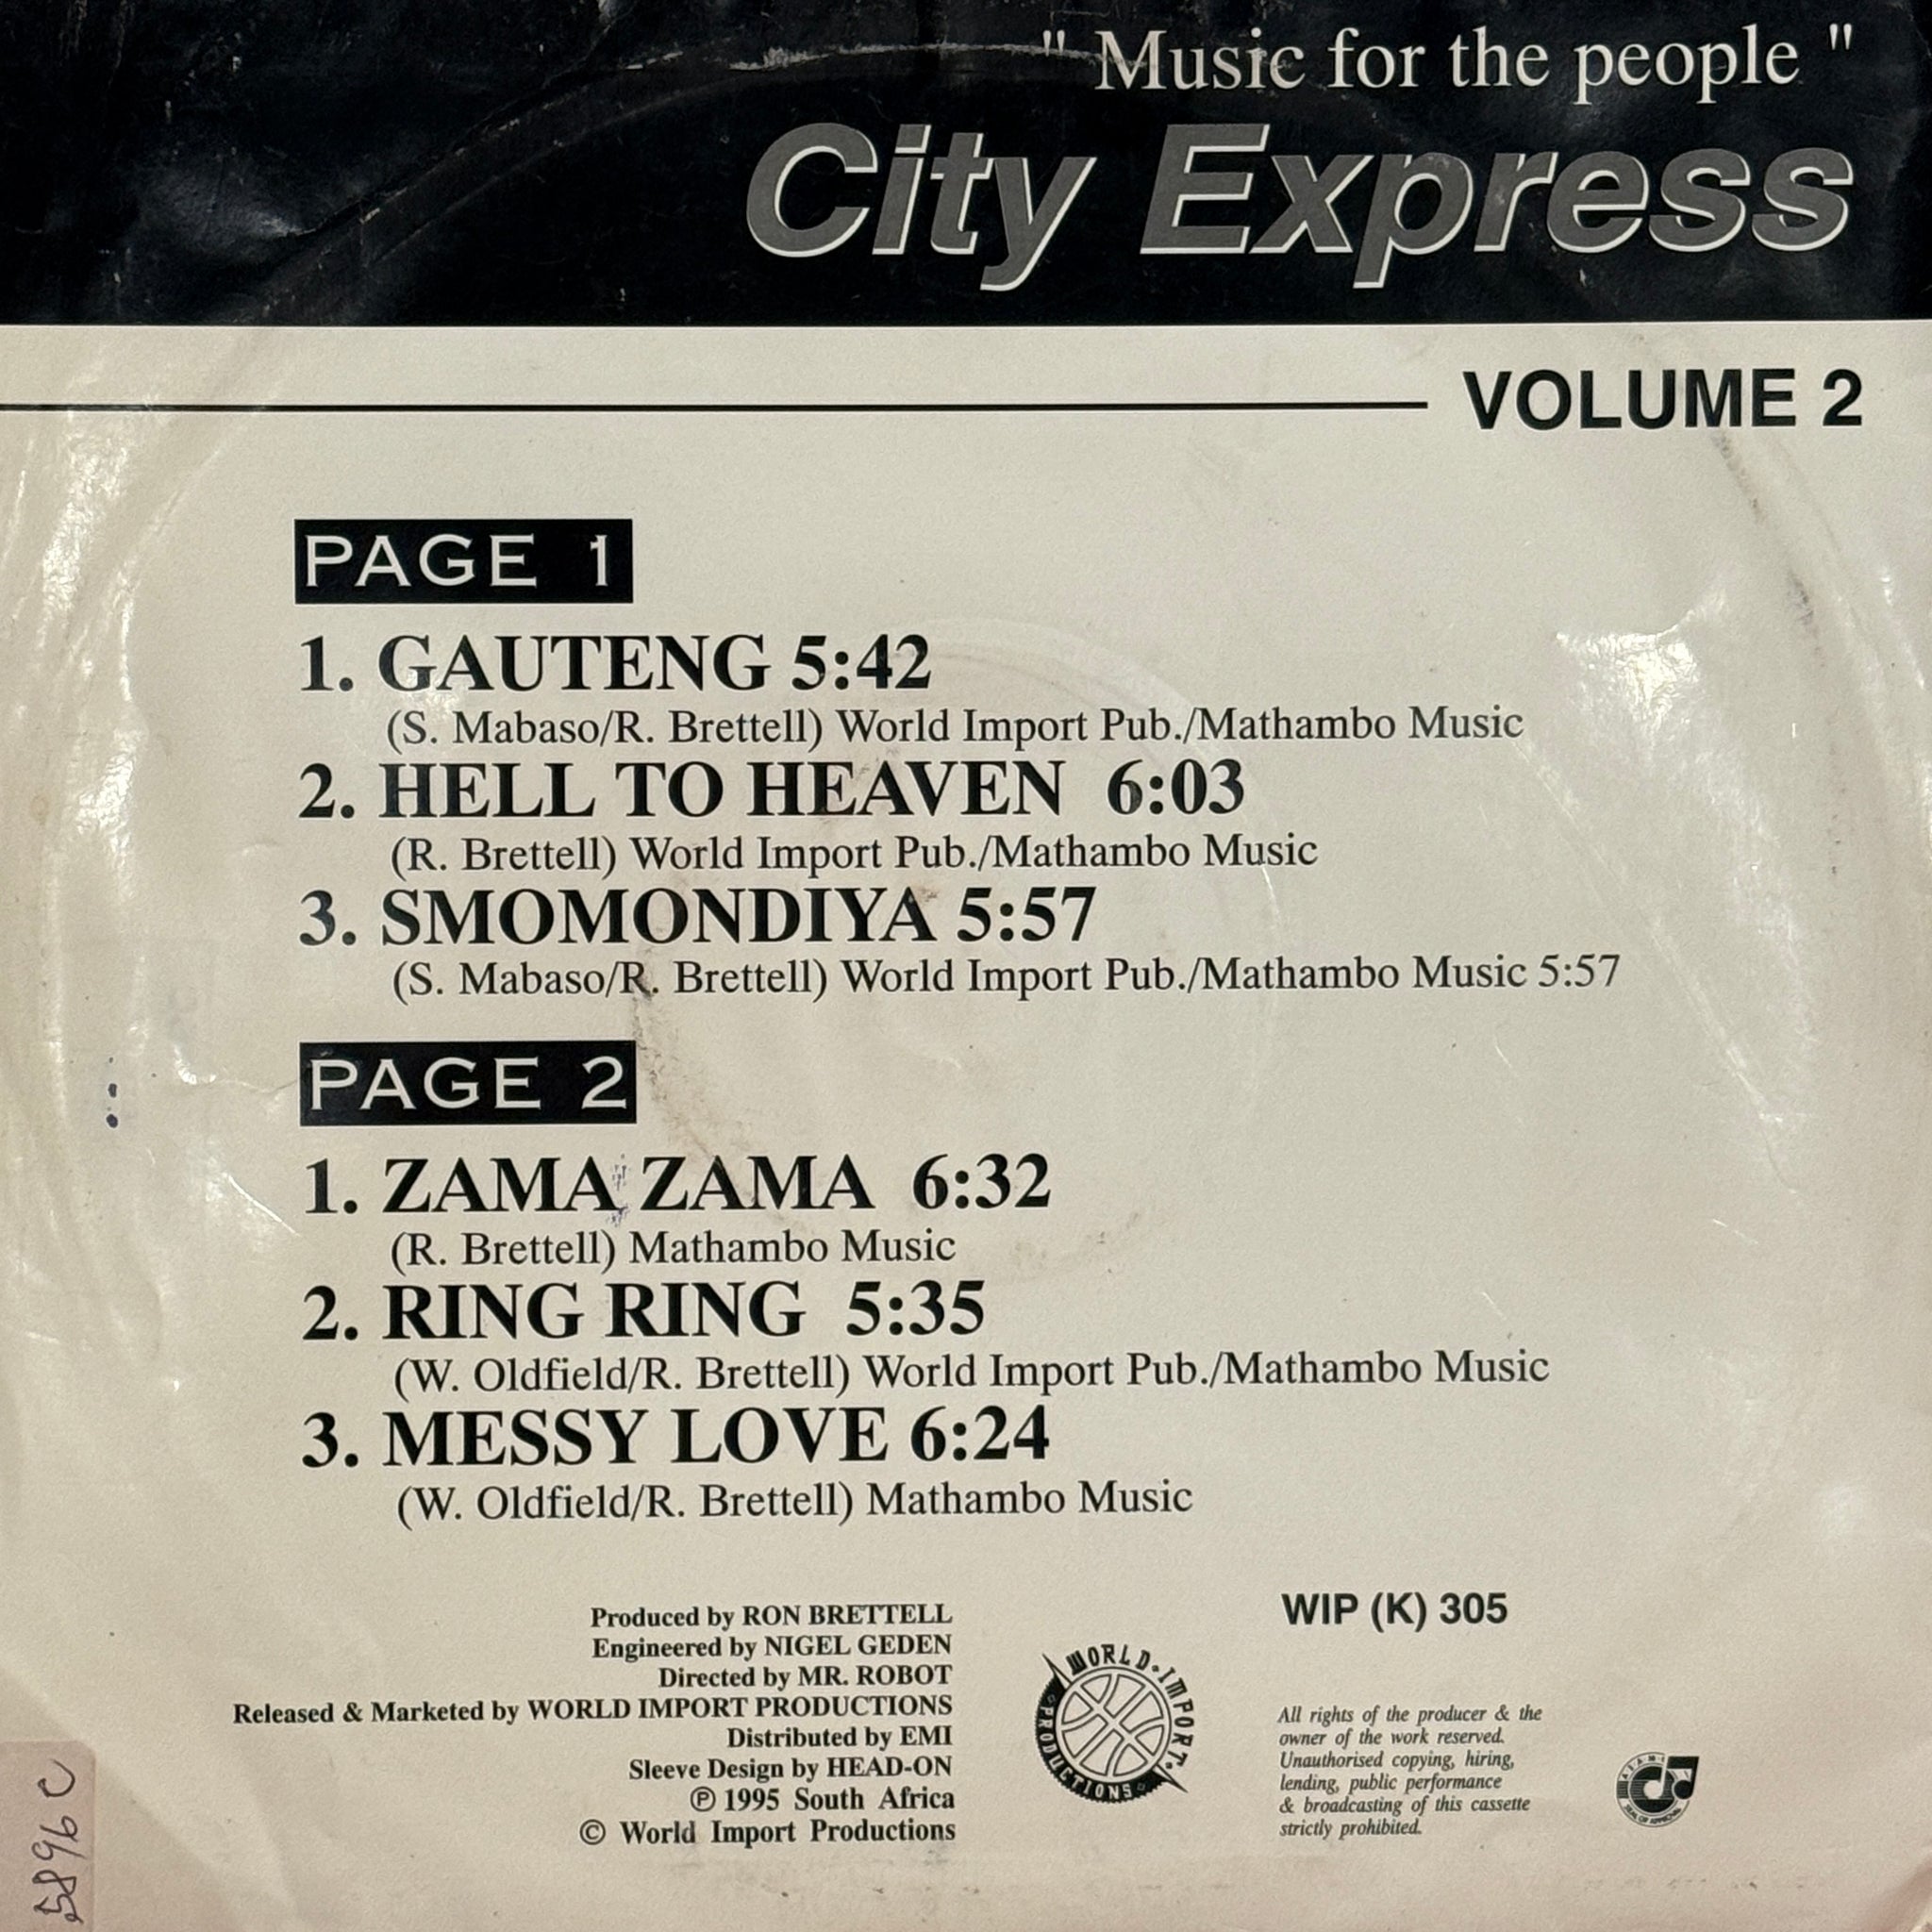 " Music for the people "
City Express
VOLUME 2
PAGE 1
1. GAUTENG 5:42
(S. Mabaso/R. Brettell) World Import Pub./Mathambo Music
2. HELL TO HEAVEN 6:03
(R. Brettell) World Import Pub./Mathambo Music
3. SMOMONDIYA 5:57
(S. Mabaso/R. Brettell) World Import Pub./Mathambo Music 5:57
PAGE 2
1. ZAMA ZAMA 6:32
(R. Brettell) Mathambo Music
2. RING RING 5:35
(W. Oldfield/R. Brettell) World Import Pub./Mathambo Music
3. MESSY LOVE 6:24
(W. Oldfield/R. Brettell) Mathambo Music
Produced by RON BRETTELL
Engineered by NIGEL GEDEN
Directed by MR. ROBOT
Released & Marketed by WORLD IMPORT PRODUCTIONS
Distributed by EMI
Sleeve Design by HEAD-ON
℗ 1995 South Africa
© World Import Productions
WORLD·IMPORT·
PRODUCTIONS
WIP (K) 305
All rights of the producer & the
owner of the work reserved.
Unauthorised copying, hiring,
lending, public performance
& broadcasting of this cassette
strictly prohibited.
SEAL OF APPROVAL
5896 C